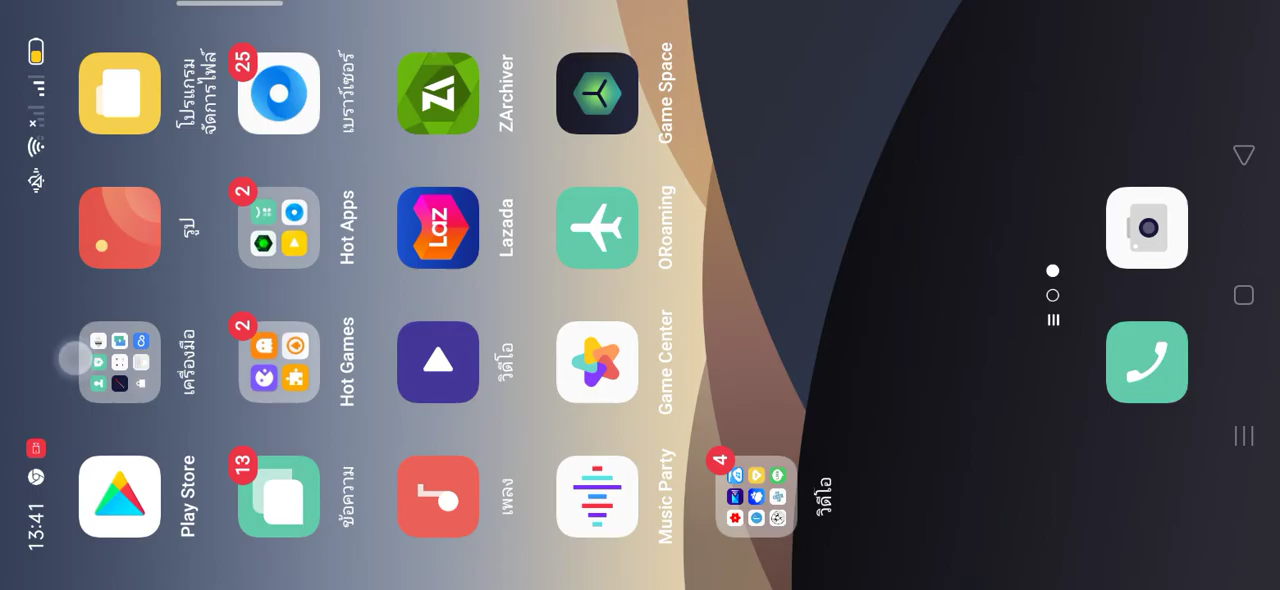 13:41
Play Store
เครื่องมือ
รูป
โปรแกรม
จัดการไฟล์
13
ข้อความ
2
Hot Games
2
Hot Apps
25
เบราว์เซอร์
เพลง
วิดีโอ
Laz
Lazada
ZA
ZArchiver
Music Party
Game Center
ORoaming
Game Space
4
วิดีโอ